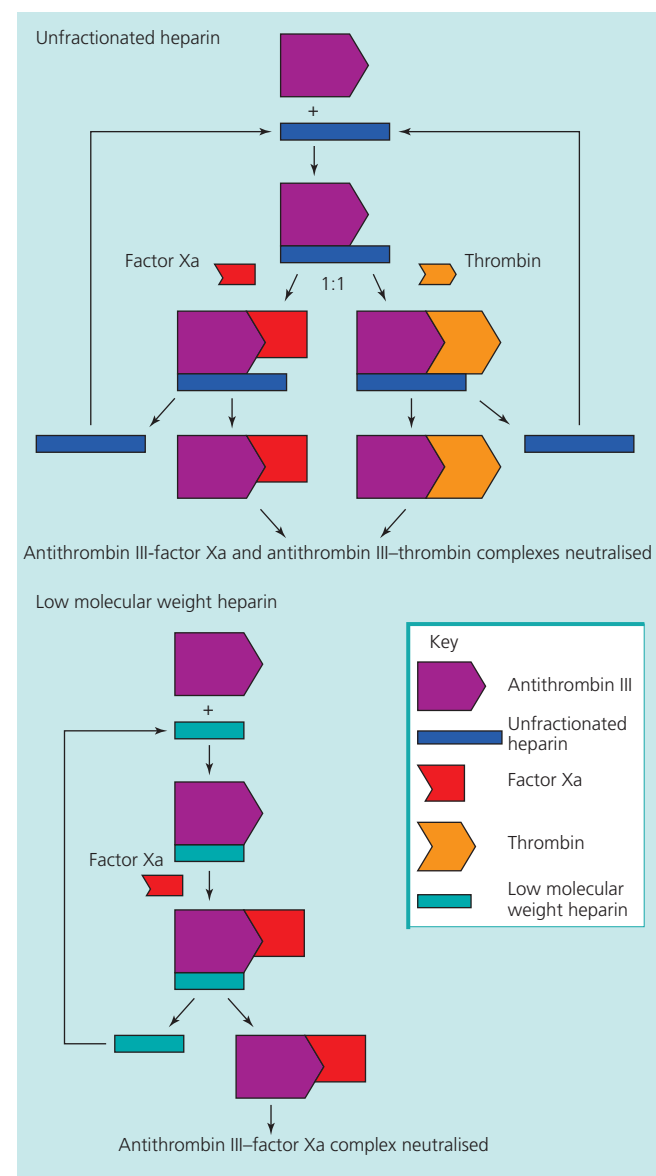 Unfractionated heparin
+
Factor Xa
Thrombin
1:1
Antithrombin III-factor Xa and antithrombin III–thrombin complexes neutralised
Low molecular weight heparin
+
Factor Xa
Antithrombin III–factor Xa complex neutralised
Key
Antithrombin III
Unfractionated
heparin
Factor Xa
Thrombin
Low molecular
weight heparin